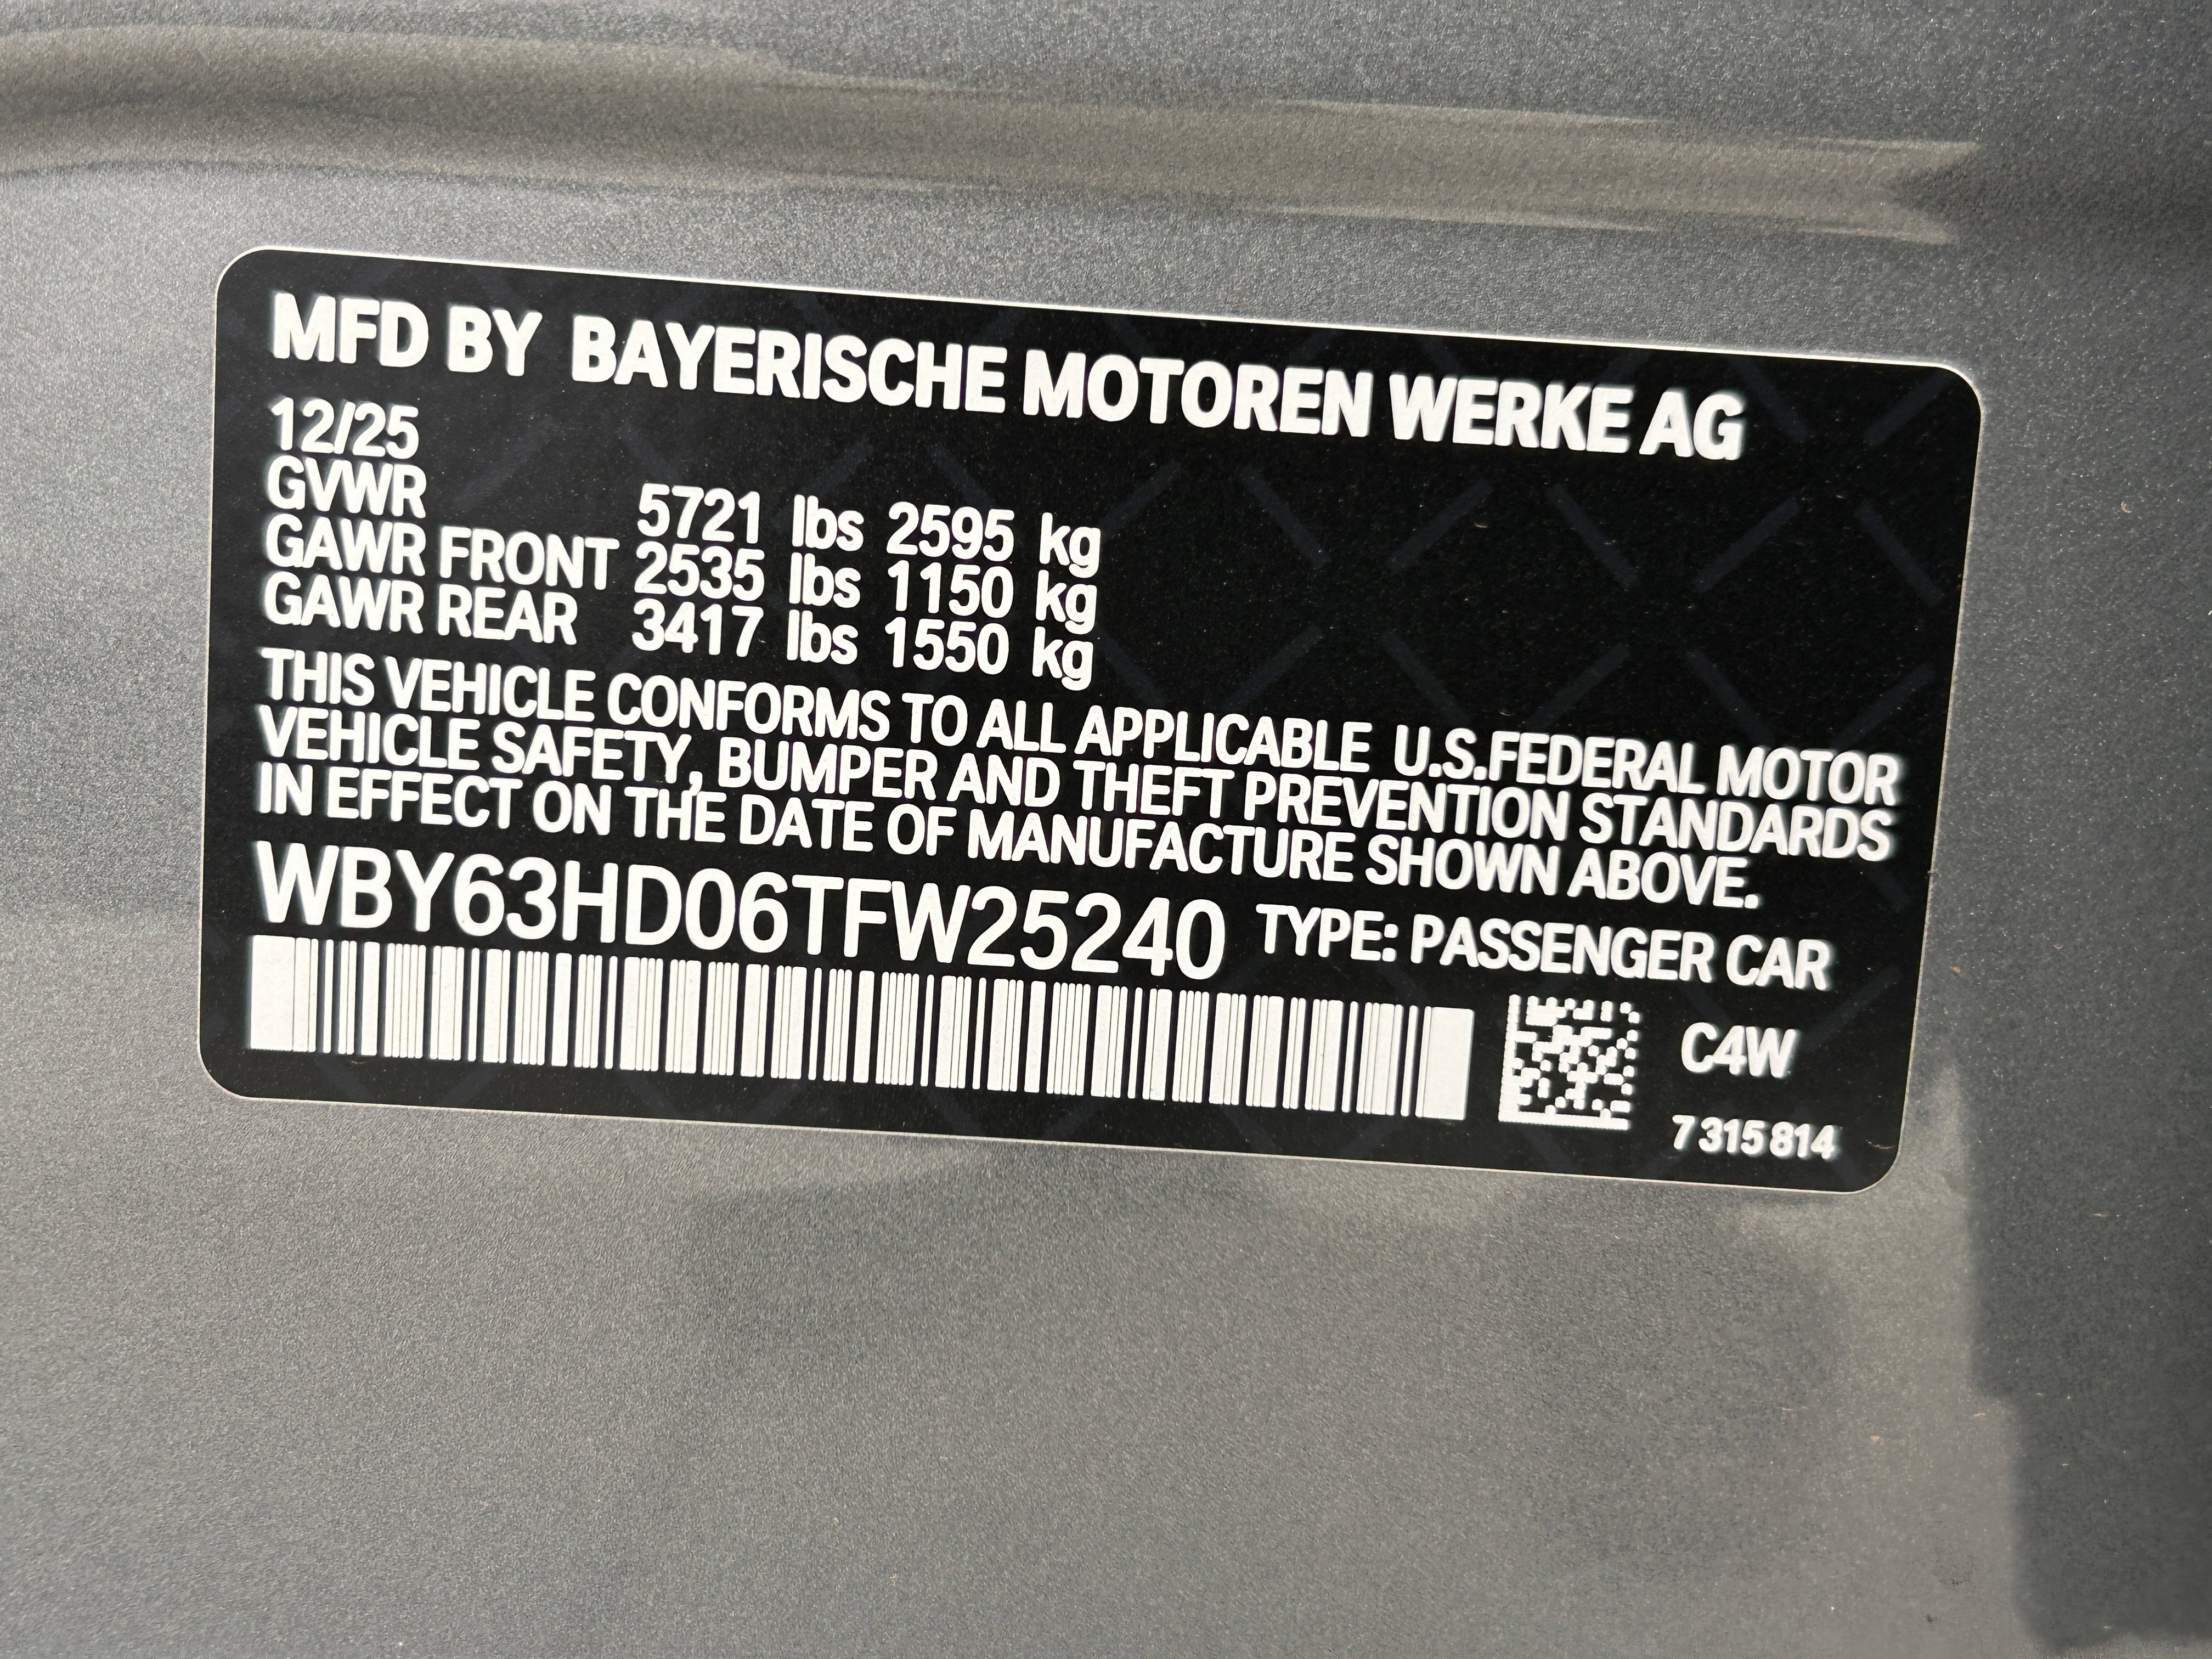 MFD BY BAYERISCHE MOTOREN WERKE AG
12/25
GVWR 5721 lbs 2595 kg
GAWR FRONT 2535 lbs 1150 kg
GAWR REAR 3417 lbs 1550 kg
THIS VEHICLE CONFORMS TO ALL APPLICABLE U.S.FEDERAL MOTOR
VEHICLE SAFETY, BUMPER AND THEFT PREVENTION STANDARDS
IN EFFECT ON THE DATE OF MANUFACTURE SHOWN ABOVE.
WBY63HD06TFW25240 TYPE: PASSENGER CAR
C4W
7 315 814